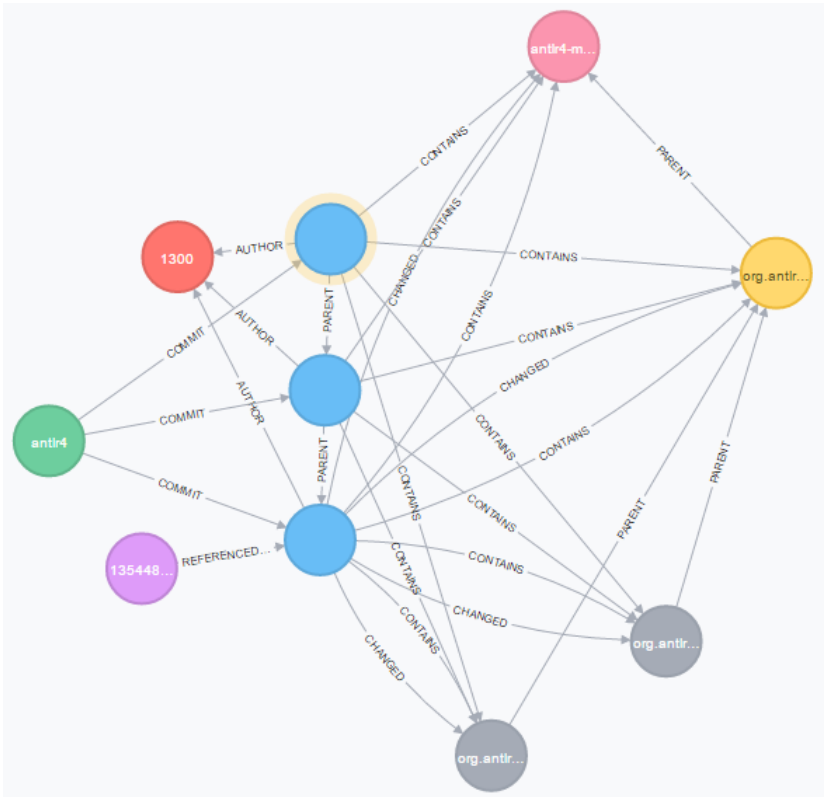 antlr4-m...
CONTAINS
PARENT
CONTAINS
1300
AUTHOR
CONTAINS
org.antlr...
CHANGED
PARENT
CONTAINS
AUTHOR
COMMIT
CONTAINS
CHANGED
AUTHOR
COMMIT
PARENT
CONTAINS
CONTAINS
antlr4
PARENT
COMMIT
CONTAINS
CONTAINS
PARENT
135448...
REFERENCED...
CONTAINS
CONTAINS
CHANGED
CONTAINS
org.antlr...
CHANGED
org.antlr...